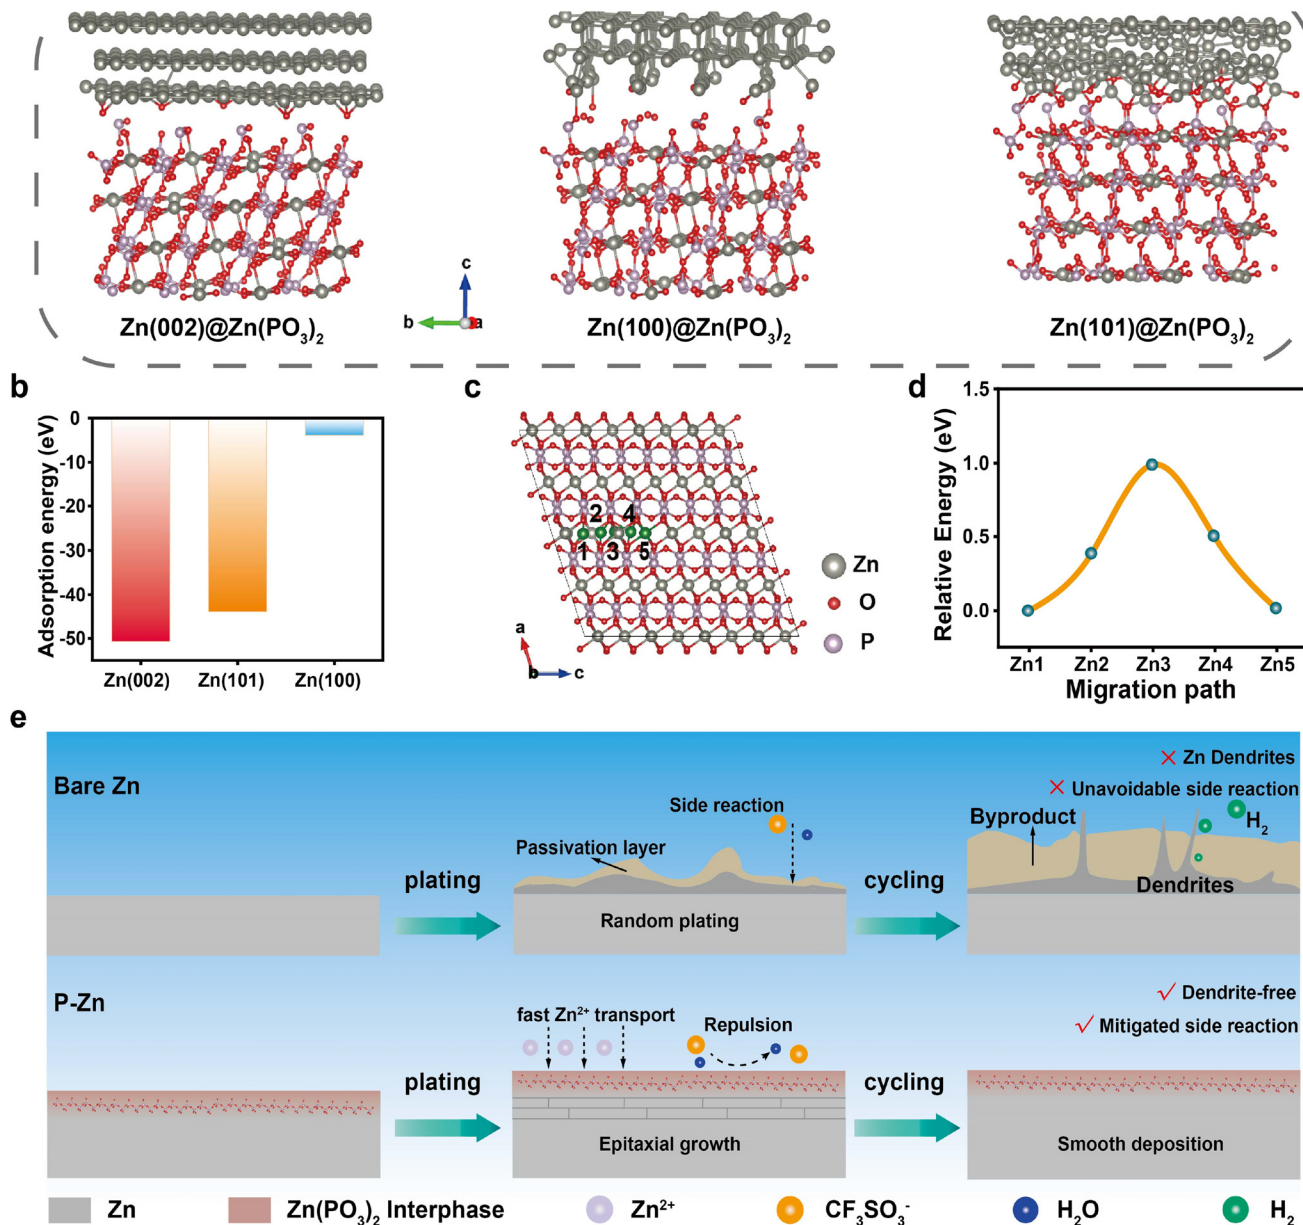 c
b
a
Zn(002)@Zn(PO₃)₂
Zn(100)@Zn(PO₃)₂
Zn(101)@Zn(PO₃)₂
b
Adsorption energy (eV)
0
-10
-20
-30
-40
-50
Zn(002)
Zn(101)
Zn(100)
c
2
4
1
3
5
Zn
O
P
a
b
c
d
Relative Energy (eV)
1.5
1.0
0.5
0.0
Zn1
Zn2
Zn3
Zn4
Zn5
Migration path
e
Bare Zn
plating
Side reaction
Passivation layer
Random plating
cycling
× Zn Dendrites
× Unavoidable side reaction
Byproduct
H₂
Dendrites
P-Zn
plating
fast Zn²⁺ transport
Repulsion
Epitaxial growth
cycling
√ Dendrite-free
√ Mitigated side reaction
Smooth deposition
Zn
Zn(PO₃)₂ Interphase
Zn²⁺
CF₃SO₃⁻
H₂O
H₂